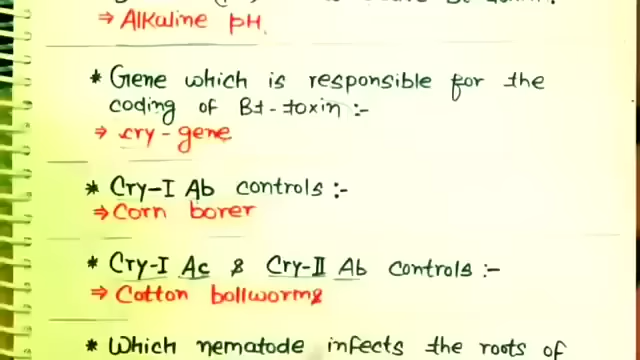 ⇒ Alkaline pH.
* Gene which is responsible for the
coding of Bt-toxin :-
⇒ cry-gene
* Cry-I Ab controls :-
⇒ Corn borer
* Cry-I Ac & Cry-II Ab controls :-
⇒ Cotton bollworms
* Which nematode infects the roots of